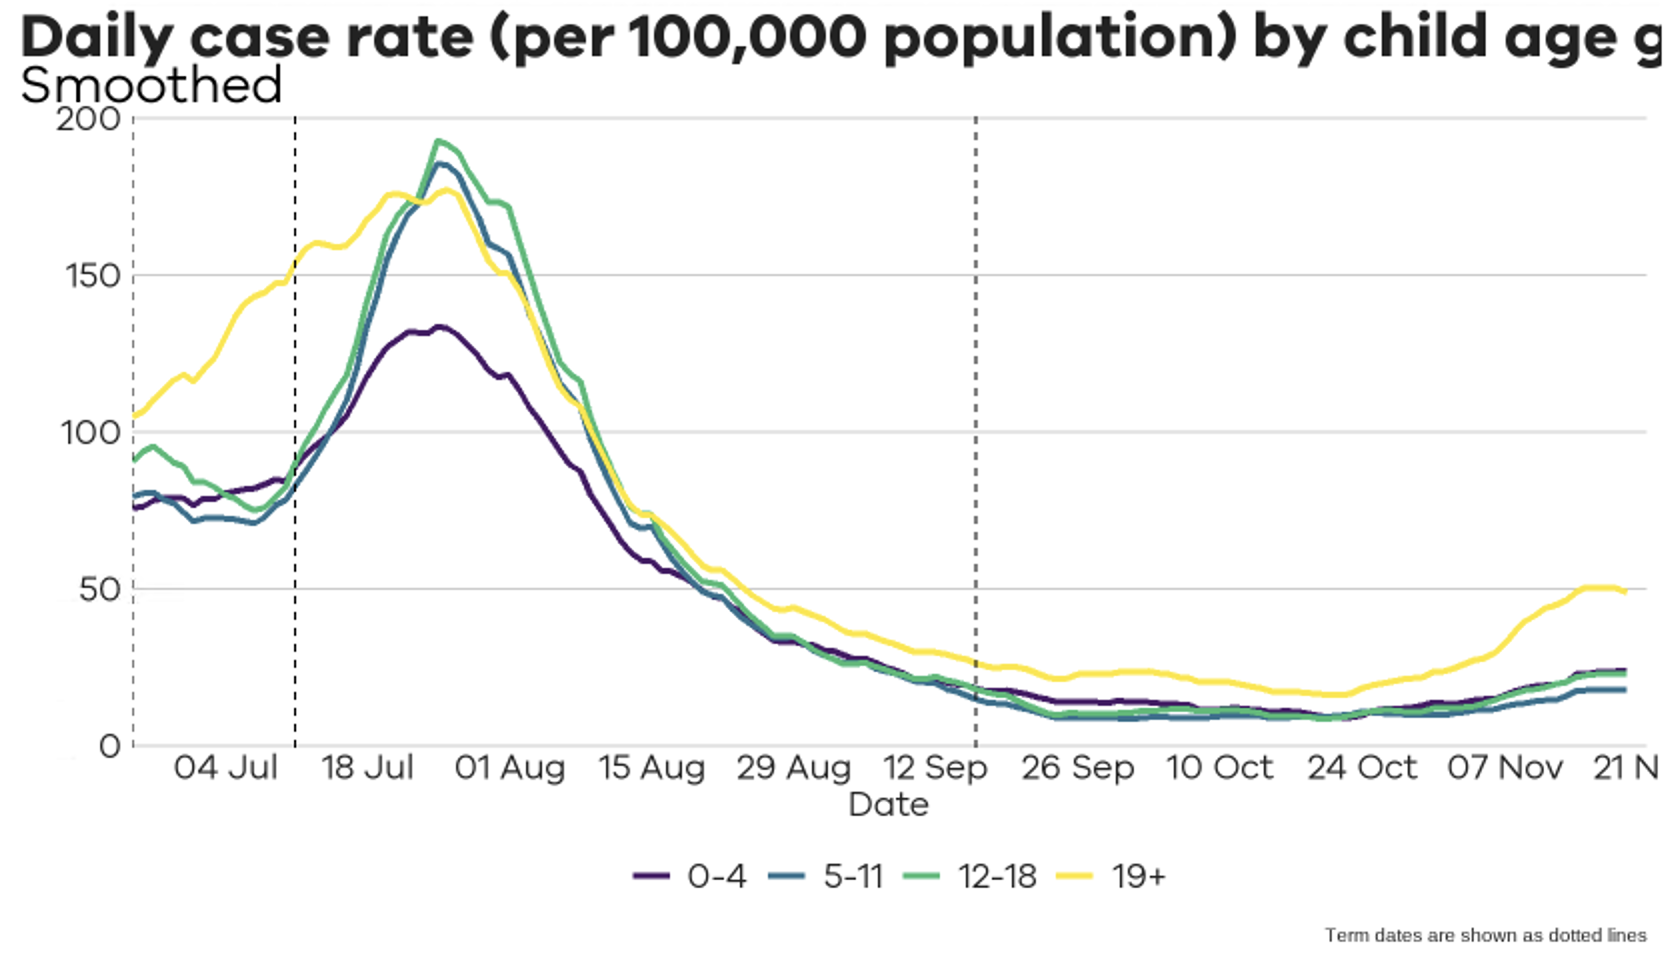 Daily case rate (per 100,000 population) by child age g
Smoothed
200
150
100
50
0
04 Jul 18 Jul 01 Aug 15 Aug 29 Aug 12 Sep 26 Sep 10 Oct 24 Oct 07 Nov 21 N
Date
0-4 5-11 12-18 19+
Term dates are shown as dotted lines